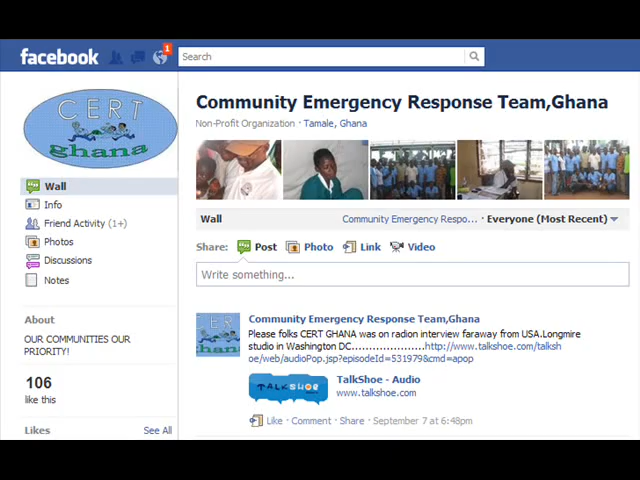 facebook
1
Search
CERT
ghana
Community Emergency Response Team,Ghana
Non-Profit Organization · Tamale, Ghana
Wall
Info
Friend Activity (1+)
Photos
Discussions
Notes
Wall
Community Emergency Respo... · Everyone (Most Recent)
Share: Post Photo Link Video
Write something...
About
OUR COMMUNITIES OUR
PRIORITY!
106
like this
Likes See All
CERT
ghana
Community Emergency Response Team,Ghana
Please folks CERT GHANA was on radion interview faraway from USA.Longmire
studio in Washington DC.....................http://www.talkshoe.com/talksh
oe/web/audioPop.jsp?episodeId=531979&cmd=apop
TALKSHOE
TalkShoe - Audio
www.talkshoe.com
Like · Comment · Share · September 7 at 6:48pm